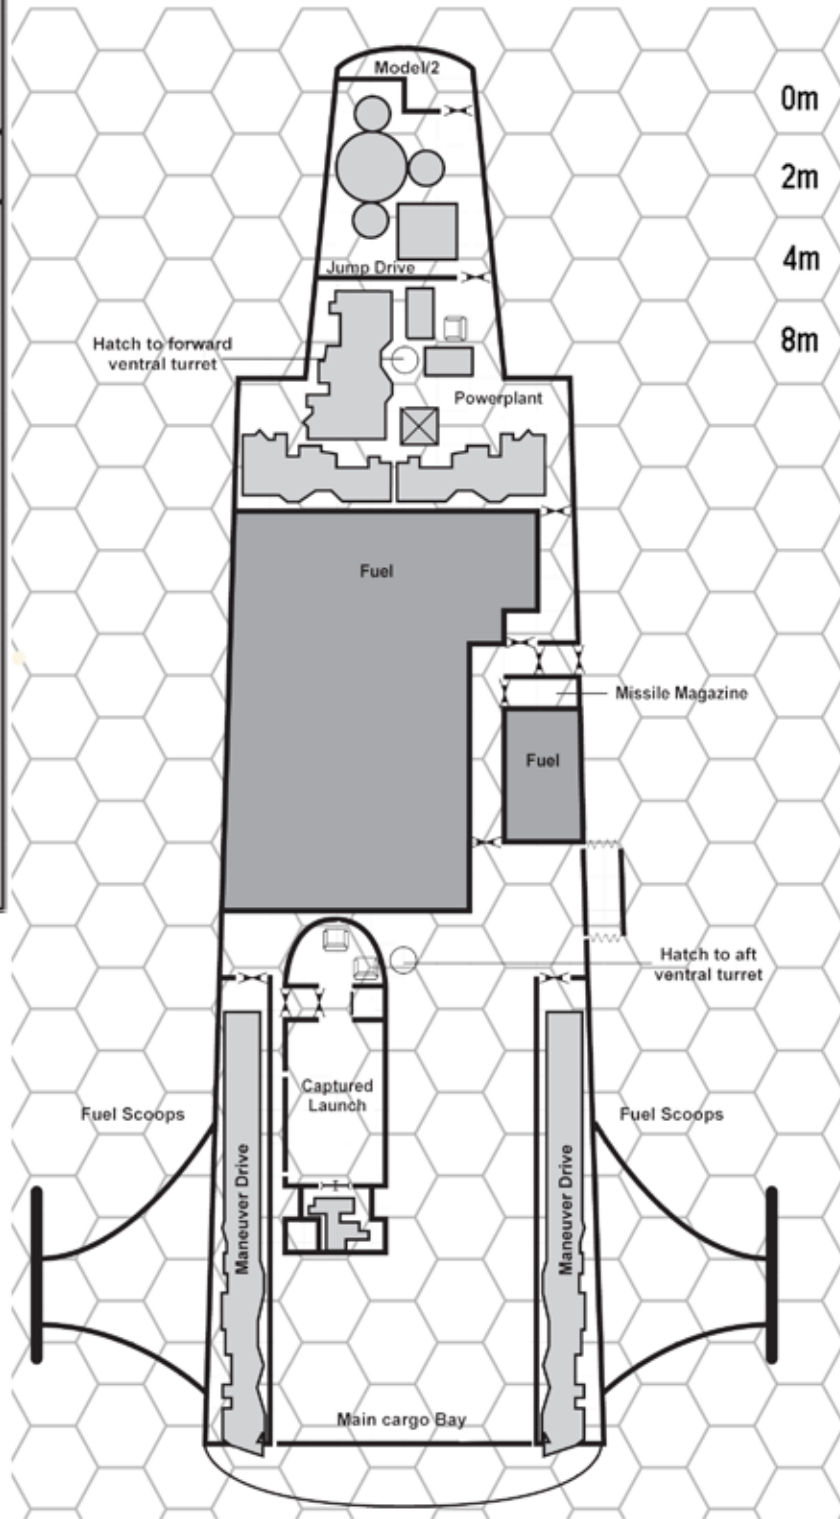 Model/2
0m
2m
4m
8m
Jump Drive
Hatch to forward
ventral turret
Powerplant
Fuel
Missile Magazine
Fuel
Hatch to aft
ventral turret
Captured
Launch
Fuel Scoops
Fuel Scoops
Maneuver Drive
Maneuver Drive
Main cargo Bay